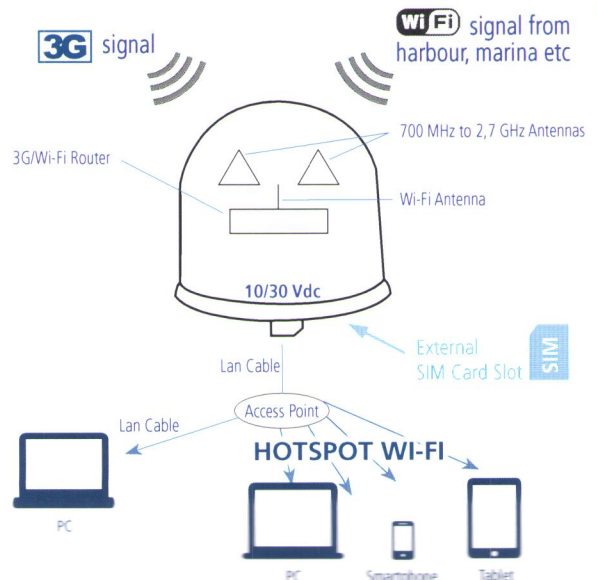 3G signal
WiFi signal from
harbour, marina etc
700 MHz to 2,7 GHz Antennas
3G/Wi-Fi Router
Wi-Fi Antenna
10/30 Vdc
External
SIM Card Slot
SIM
Lan Cable
Access Point
Lan Cable
HOTSPOT WI-FI
PC
PC
Smartphone
Tablet